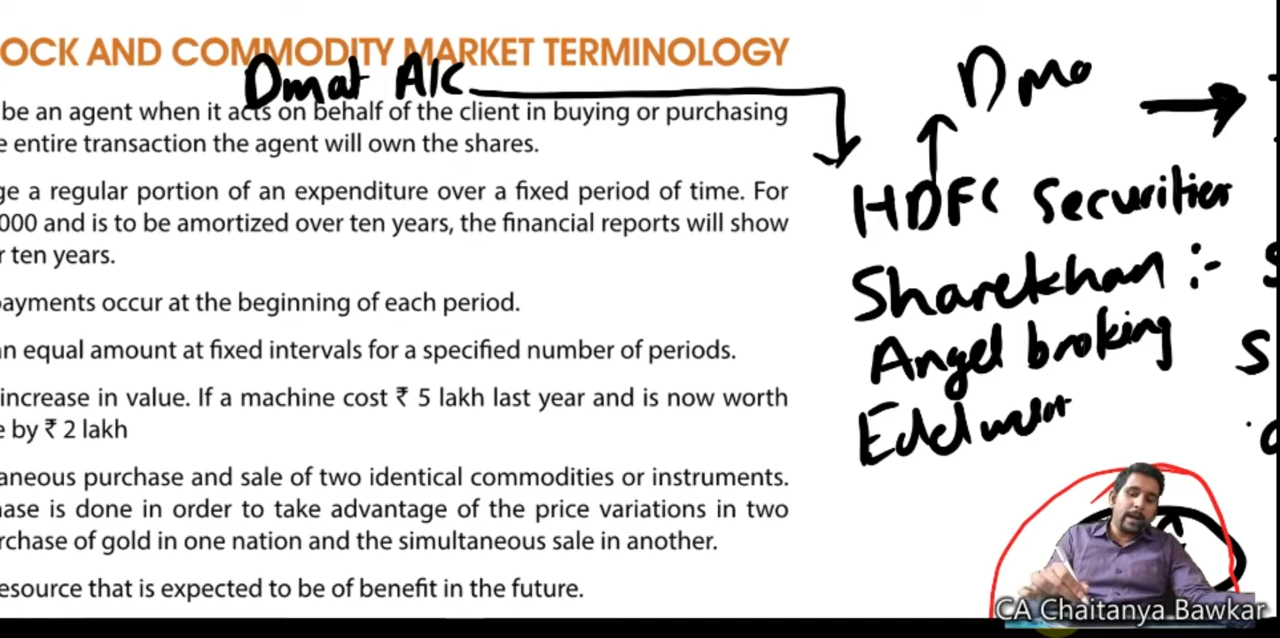 OCK AND COMMODITY MARKET TERMINOLOGY
Dmat A/C
Dma
be an agent when it acts on behalf of the client in buying or purchasing
e entire transaction the agent will own the shares.
HDFC Securities
ge a regular portion of an expenditure over a fixed period of time. For
000 and is to be amortized over ten years, the financial reports will show
r ten years.
Sharekhan :-
payments occur at the beginning of each period.
Angel broking
an equal amount at fixed intervals for a specified number of periods.
increase in value. If a machine cost ₹ 5 lakh last year and is now worth
e by ₹ 2 lakh
aneous purchase and sale of two identical commodities or instruments.
hase is done in order to take advantage of the price variations in two
rchase of gold in one nation and the simultaneous sale in another.
esource that is expected to be of benefit in the future.
CA Chaitanya Bawkar